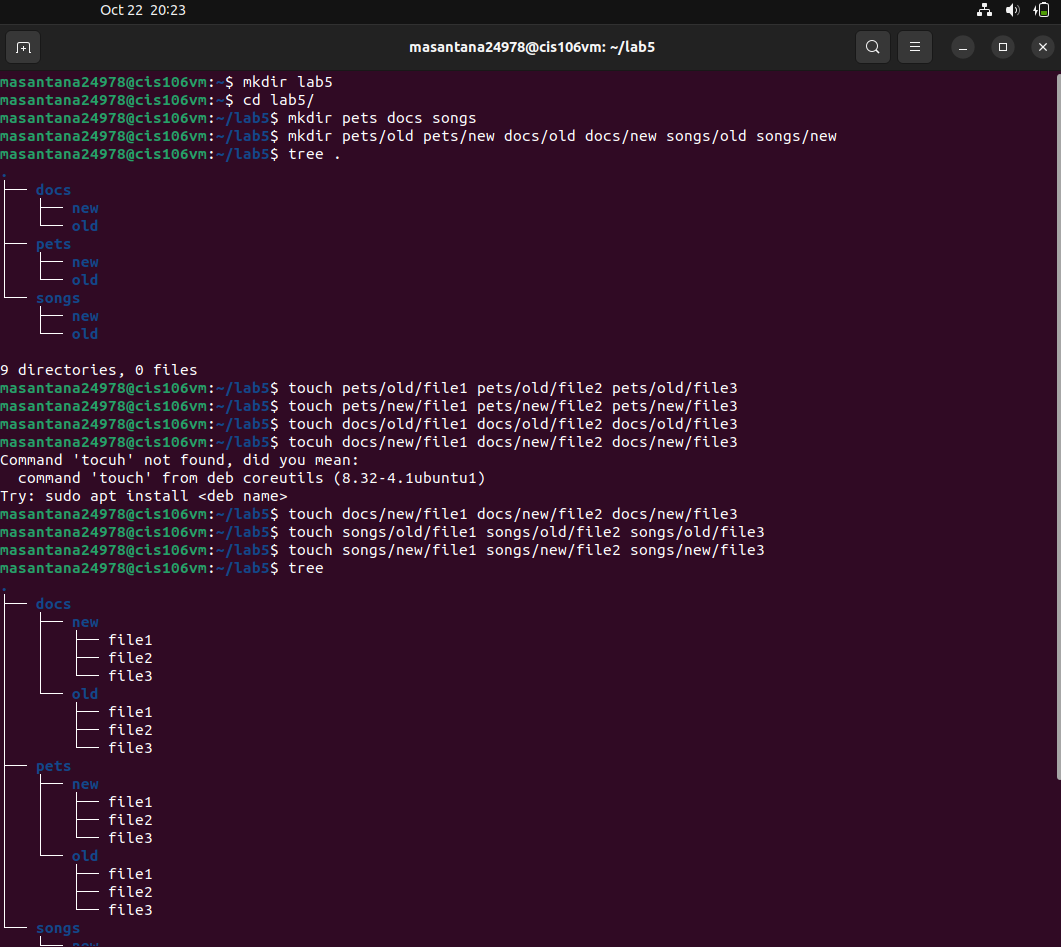 Oct 22 20:23
masantana24978@cis106vm: ~/lab5
masantana24978@cis106vm:~$ mkdir lab5
masantana24978@cis106vm:~$ cd lab5/
masantana24978@cis106vm:~/lab5$ mkdir pets docs songs
masantana24978@cis106vm:~/lab5$ mkdir pets/old pets/new docs/old docs/new songs/old songs/new
masantana24978@cis106vm:~/lab5$ tree .
.
├── docs
│   ├── new
│   └── old
├── pets
│   ├── new
│   └── old
└── songs
    ├── new
    └── old
9 directories, 0 files
masantana24978@cis106vm:~/lab5$ touch pets/old/file1 pets/old/file2 pets/old/file3
masantana24978@cis106vm:~/lab5$ touch pets/new/file1 pets/new/file2 pets/new/file3
masantana24978@cis106vm:~/lab5$ touch docs/old/file1 docs/old/file2 docs/old/file3
masantana24978@cis106vm:~/lab5$ tocuh docs/new/file1 docs/new/file2 docs/new/file3
Command 'tocuh' not found, did you mean:
  command 'touch' from deb coreutils (8.32-4.1ubuntu1)
Try: sudo apt install <deb name>
masantana24978@cis106vm:~/lab5$ touch docs/new/file1 docs/new/file2 docs/new/file3
masantana24978@cis106vm:~/lab5$ touch songs/old/file1 songs/old/file2 songs/old/file3
masantana24978@cis106vm:~/lab5$ touch songs/new/file1 songs/new/file2 songs/new/file3
masantana24978@cis106vm:~/lab5$ tree
.
├── docs
│   ├── new
│   │   ├── file1
│   │   ├── file2
│   │   └── file3
│   └── old
│       ├── file1
│       ├── file2
│       └── file3
├── pets
│   ├── new
│   │   ├── file1
│   │   ├── file2
│   │   └── file3
│   └── old
│       ├── file1
│       ├── file2
│       └── file3
└── songs
    ├── new